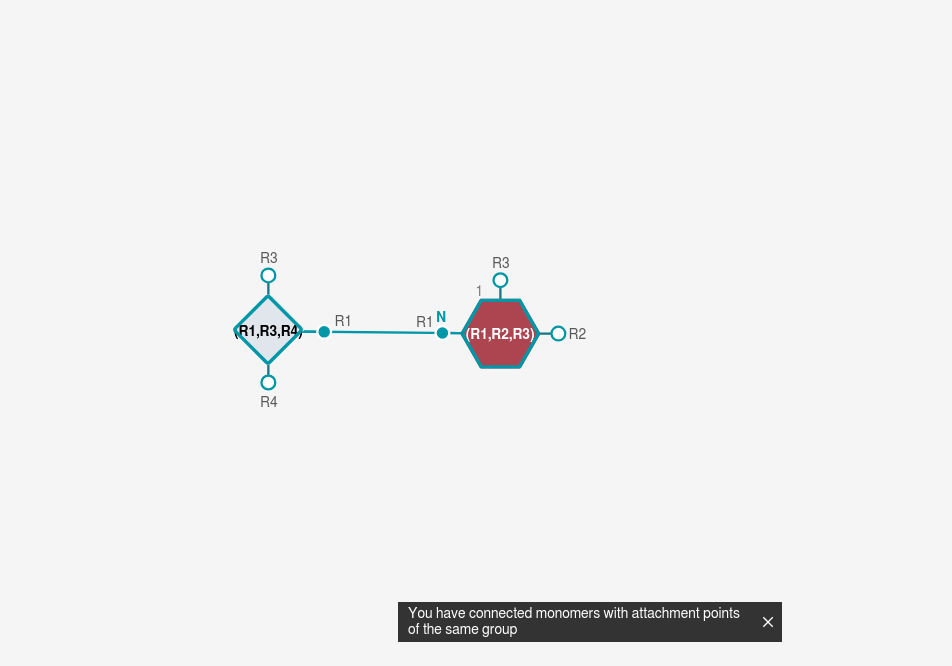 R3
R3
1
N
R1
R1
(R1,R3,R4)
(R1,R2,R3)
R2
R4
You have connected monomers with attachment points
of the same group